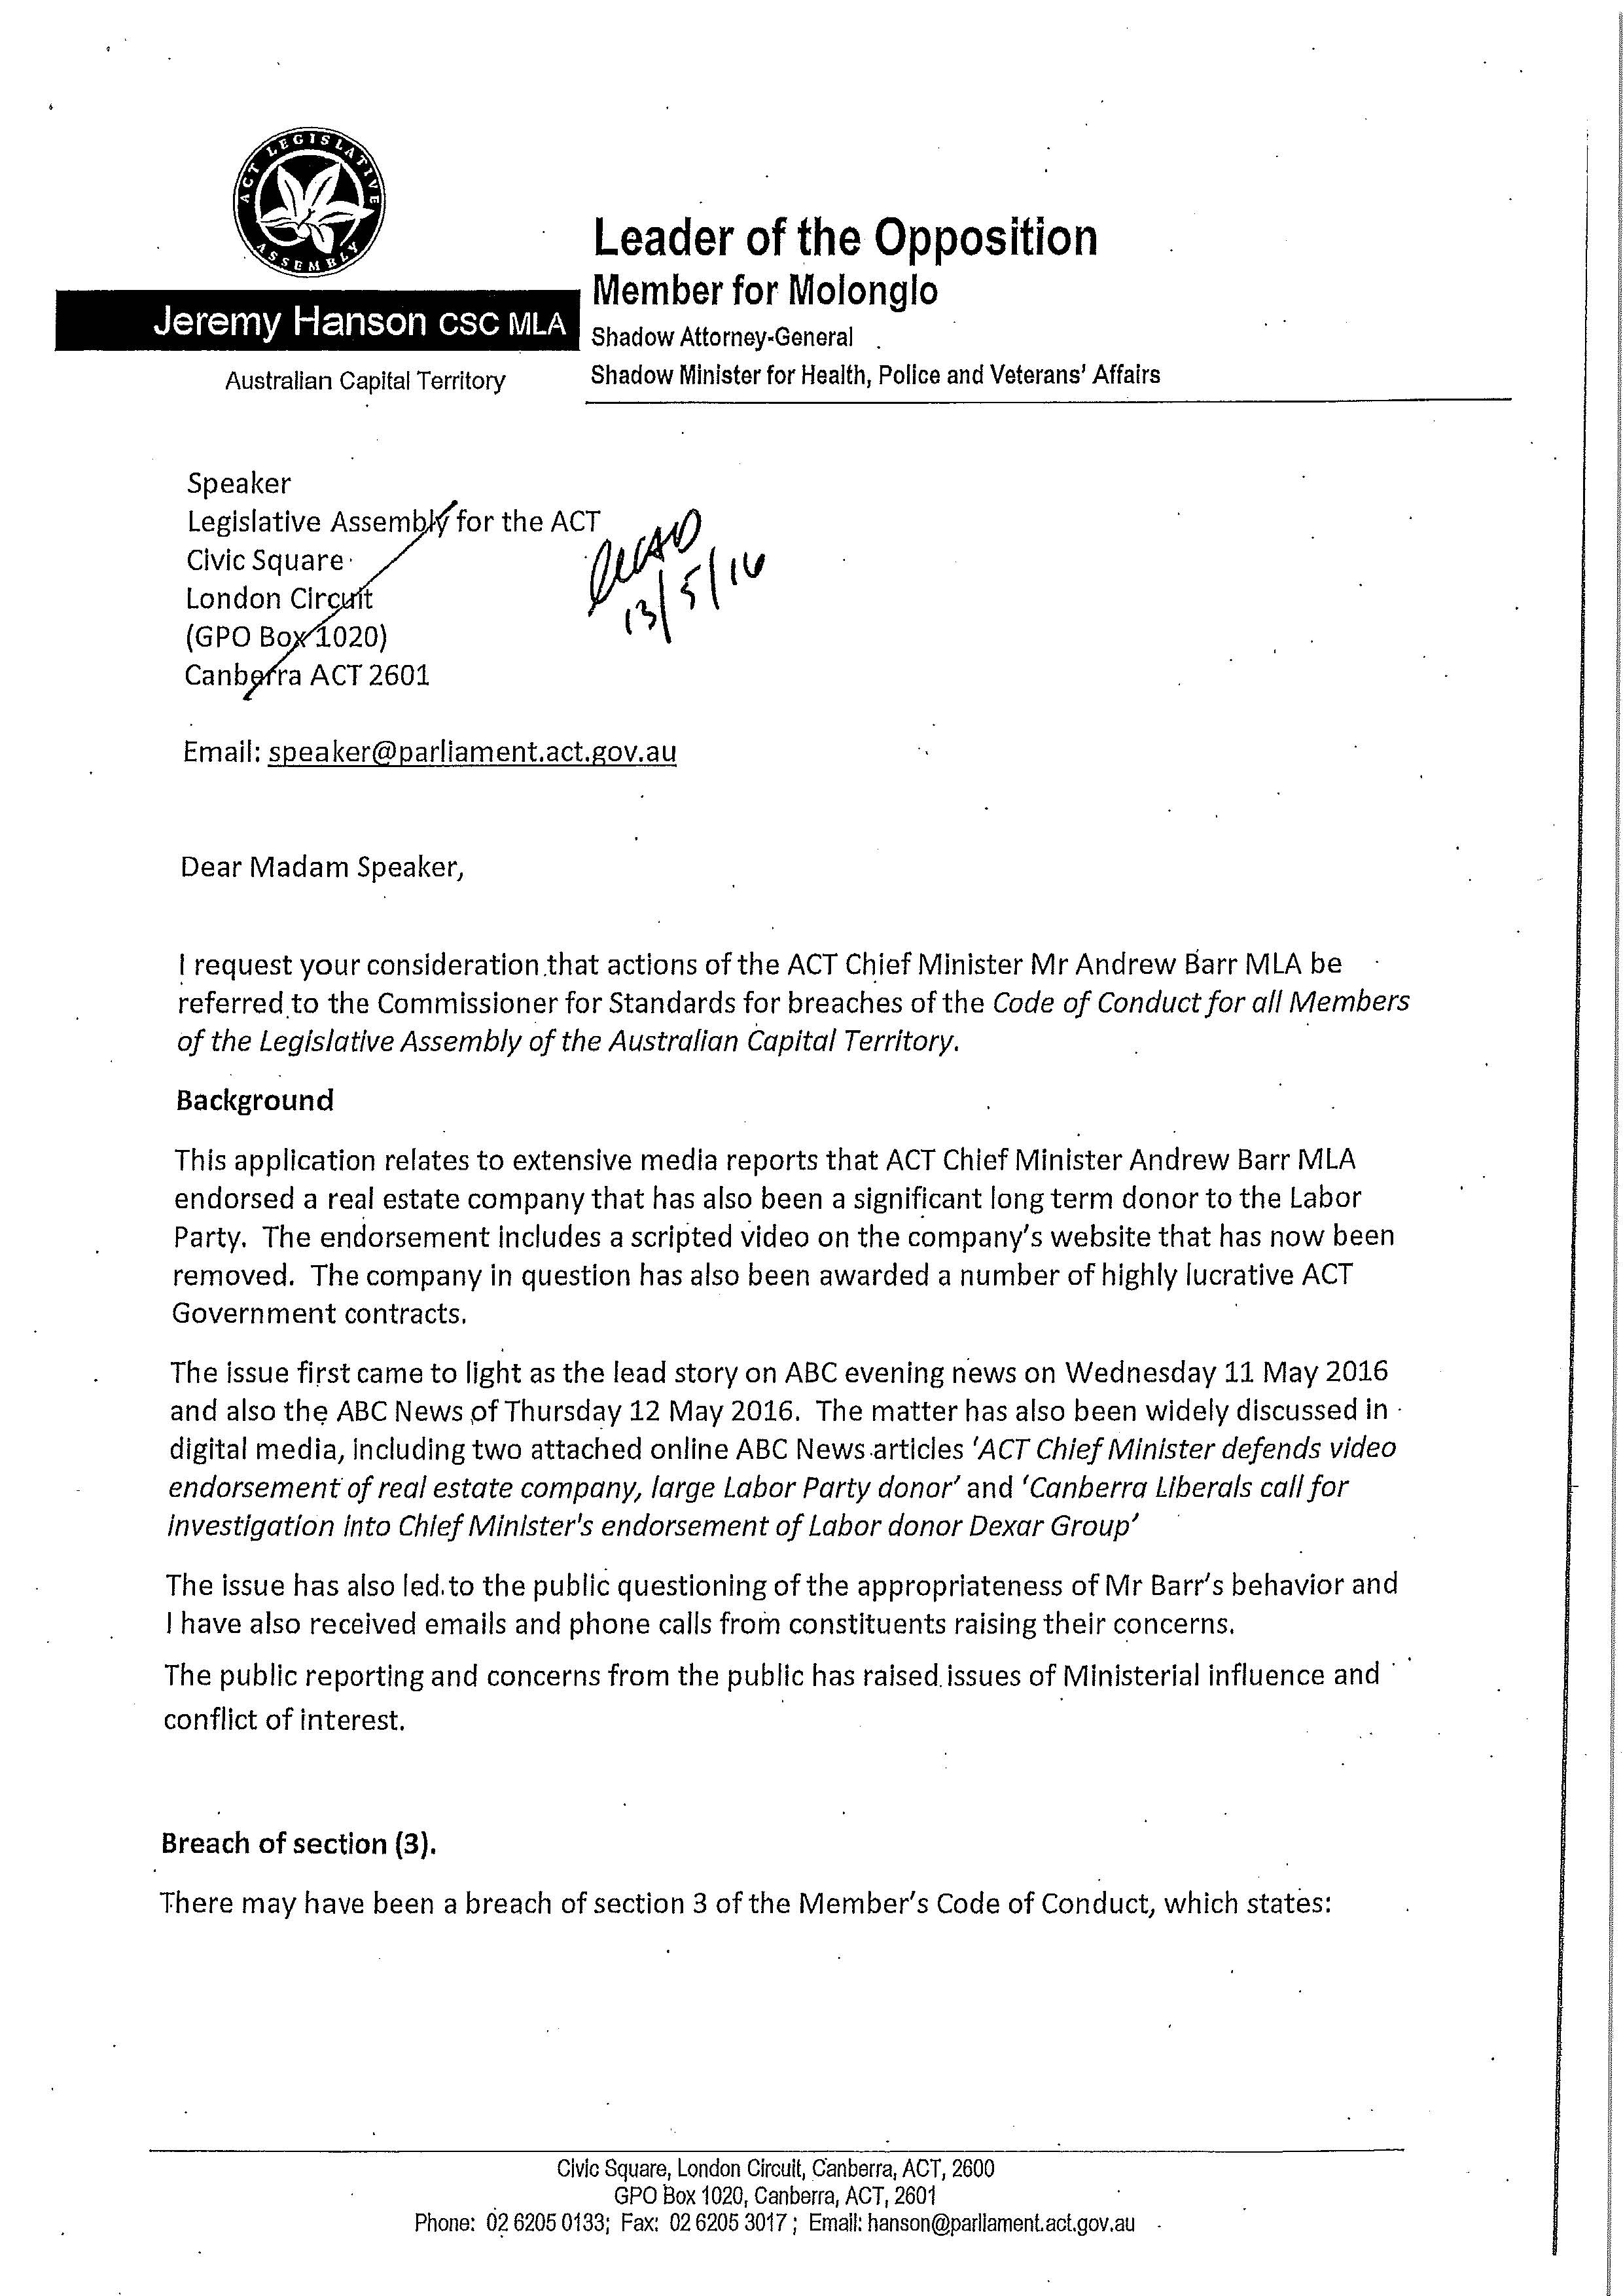 ACT LEGISLATIVE ASSEMBLY
Leader of the Opposition
Member for Molonglo
Jeremy Hanson CSC MLA
Shadow Attorney-General
Australian Capital Territory
Shadow Minister for Health, Police and Veterans' Affairs
Speaker
Legislative Assembly for the ACT
Civic Square
London Circuit
(GPO Box 1020)
Canberra ACT 2601
13/5/16
Email: speaker@parliament.act.gov.au
Dear Madam Speaker,
I request your consideration that actions of the ACT Chief Minister Mr Andrew Barr MLA be
referred to the Commissioner for Standards for breaches of the Code of Conduct for all Members
of the Legislative Assembly of the Australian Capital Territory.
Background
This application relates to extensive media reports that ACT Chief Minister Andrew Barr MLA
endorsed a real estate company that has also been a significant long term donor to the Labor
Party. The endorsement includes a scripted video on the company's website that has now been
removed. The company in question has also been awarded a number of highly lucrative ACT
Government contracts.
The issue first came to light as the lead story on ABC evening news on Wednesday 11 May 2016
and also the ABC News of Thursday 12 May 2016. The matter has also been widely discussed in
digital media, including two attached online ABC News articles 'ACT Chief Minister defends video
endorsement of real estate company, large Labor Party donor' and 'Canberra Liberals call for
investigation into Chief Minister's endorsement of Labor donor Dexar Group'
The issue has also led to the public questioning of the appropriateness of Mr Barr's behavior and
I have also received emails and phone calls from constituents raising their concerns.
The public reporting and concerns from the public has raised issues of Ministerial influence and
conflict of interest.
Breach of section (3).
There may have been a breach of section 3 of the Member's Code of Conduct, which states:
Civic Square, London Circuit, Canberra, ACT, 2600
GPO Box 1020, Canberra, ACT, 2601
Phone: 02 6205 0133; Fax: 02 6205 3017 ; Email: hanson@parliament.act.gov.au